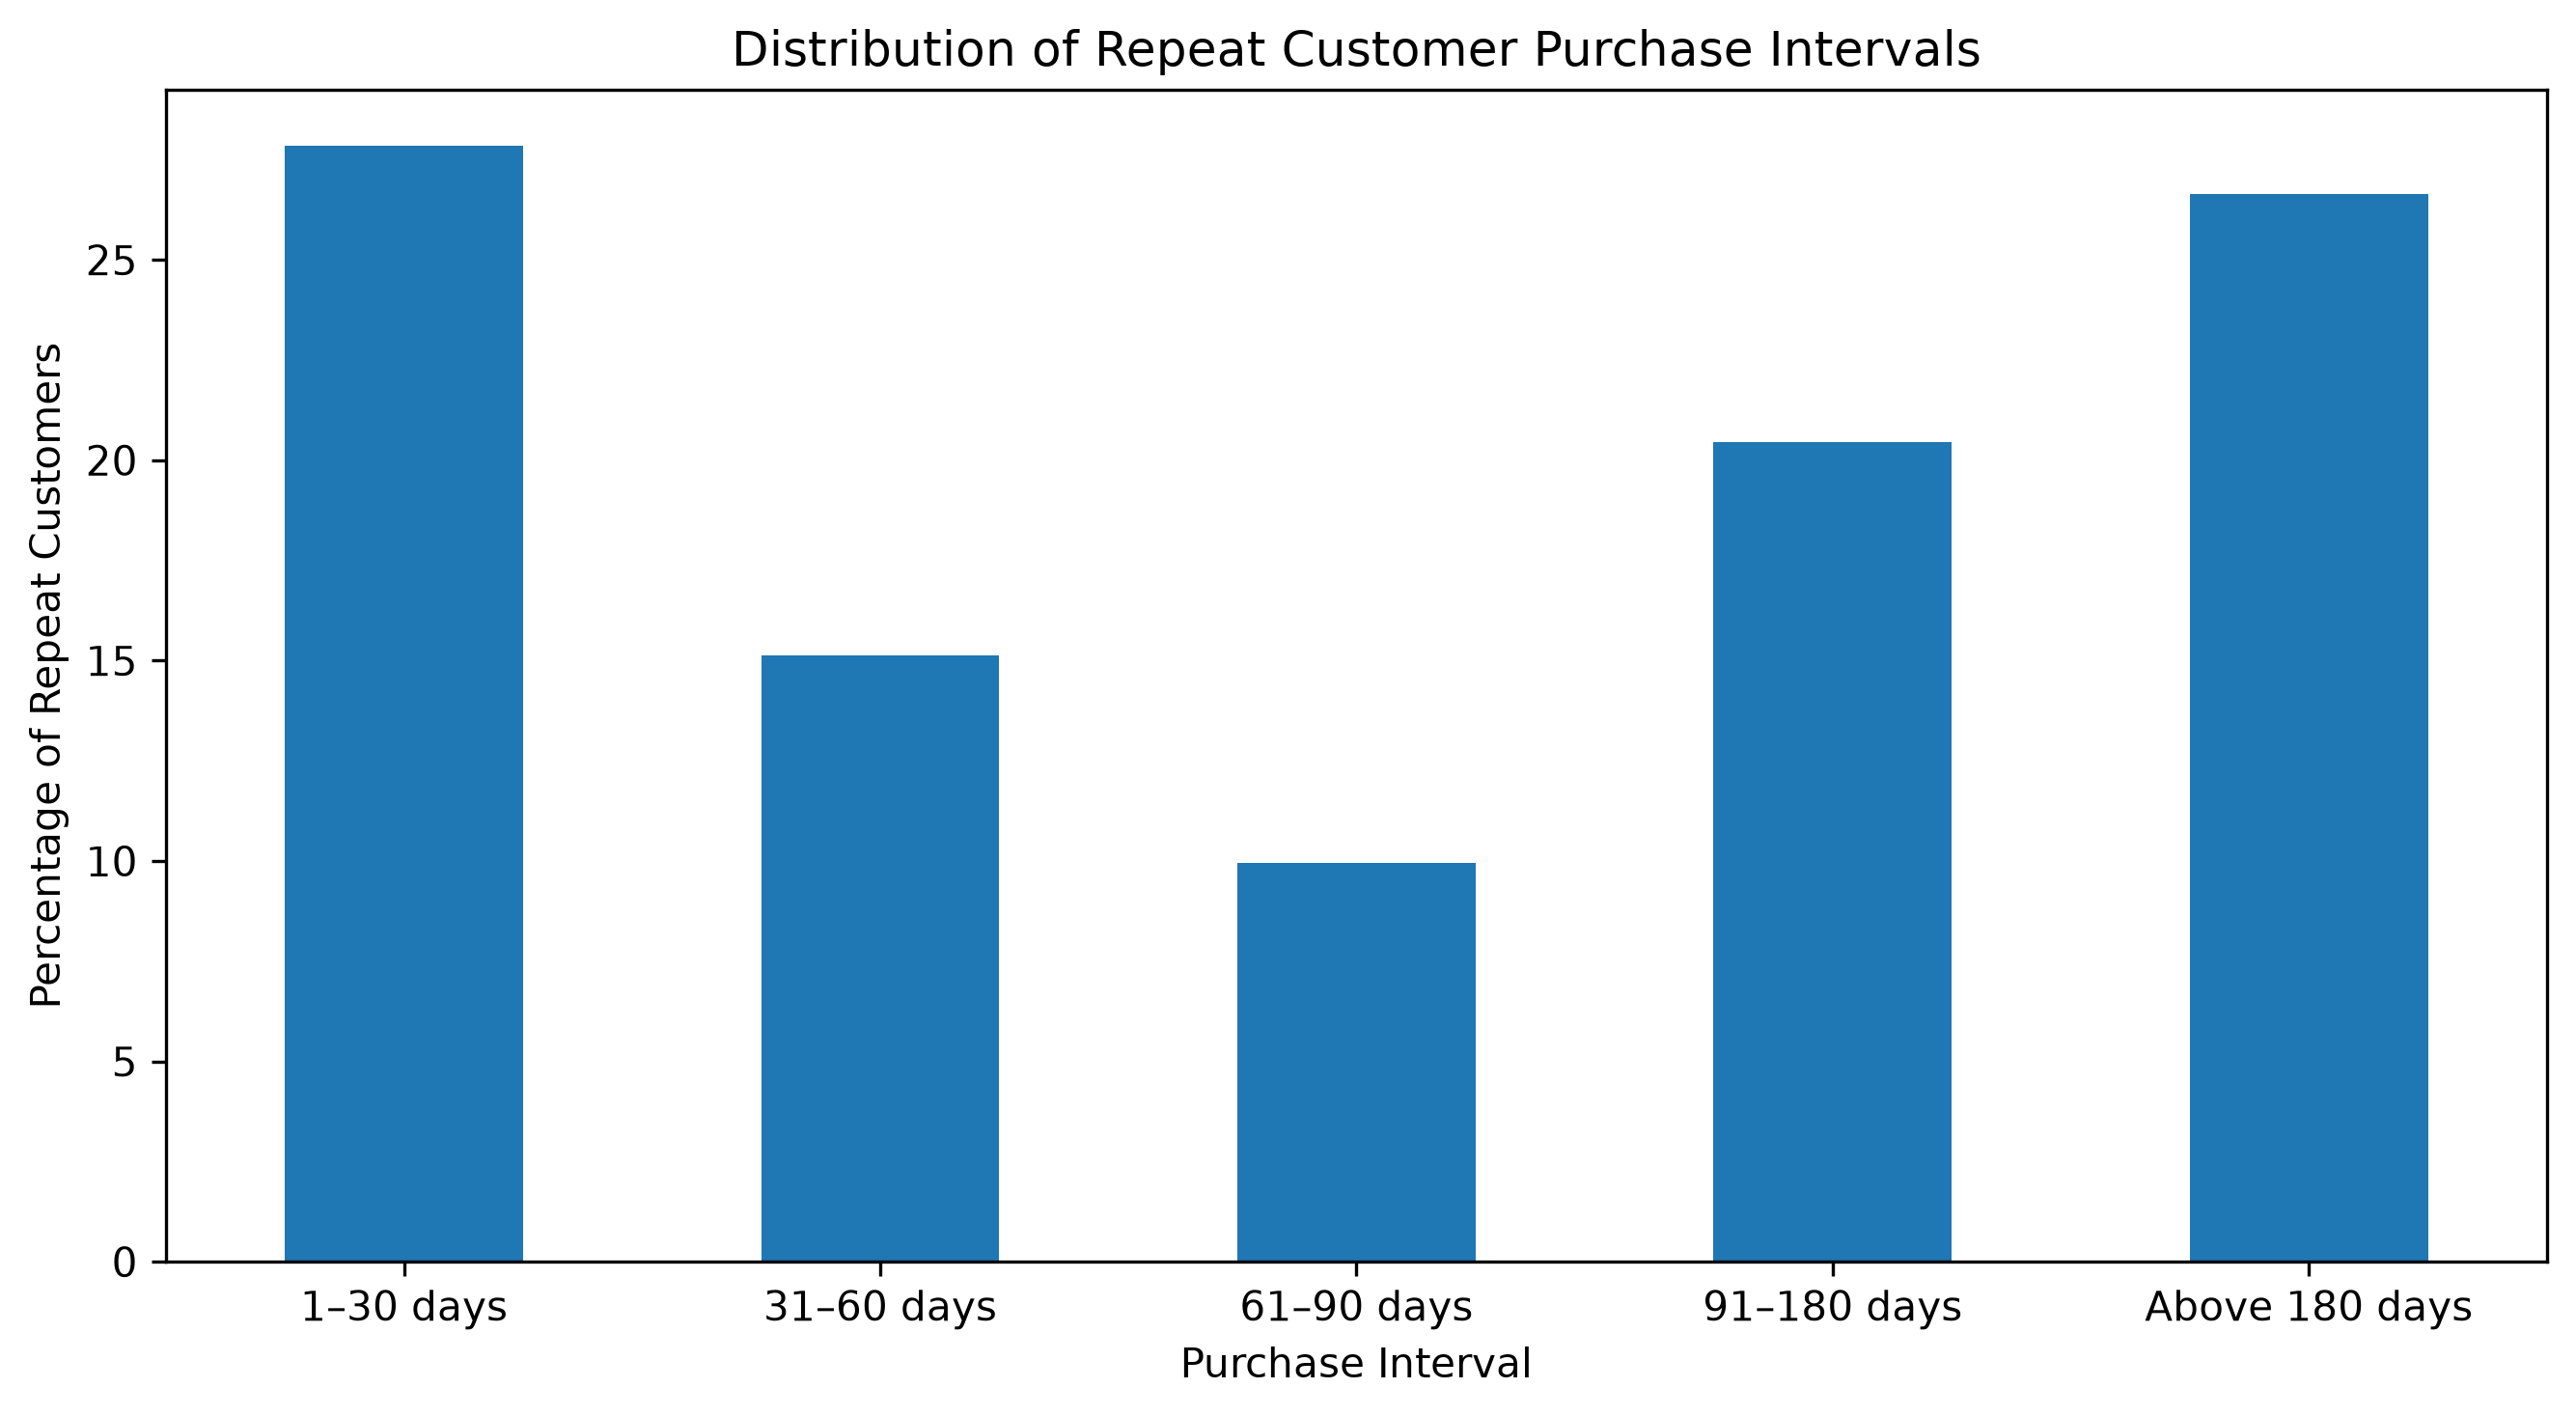 Distribution of Repeat Customer Purchase Intervals
Percentage of Repeat Customers
25
20
15
10
5
0
1–30 days
31–60 days
61–90 days
91–180 days
Above 180 days
Purchase Interval